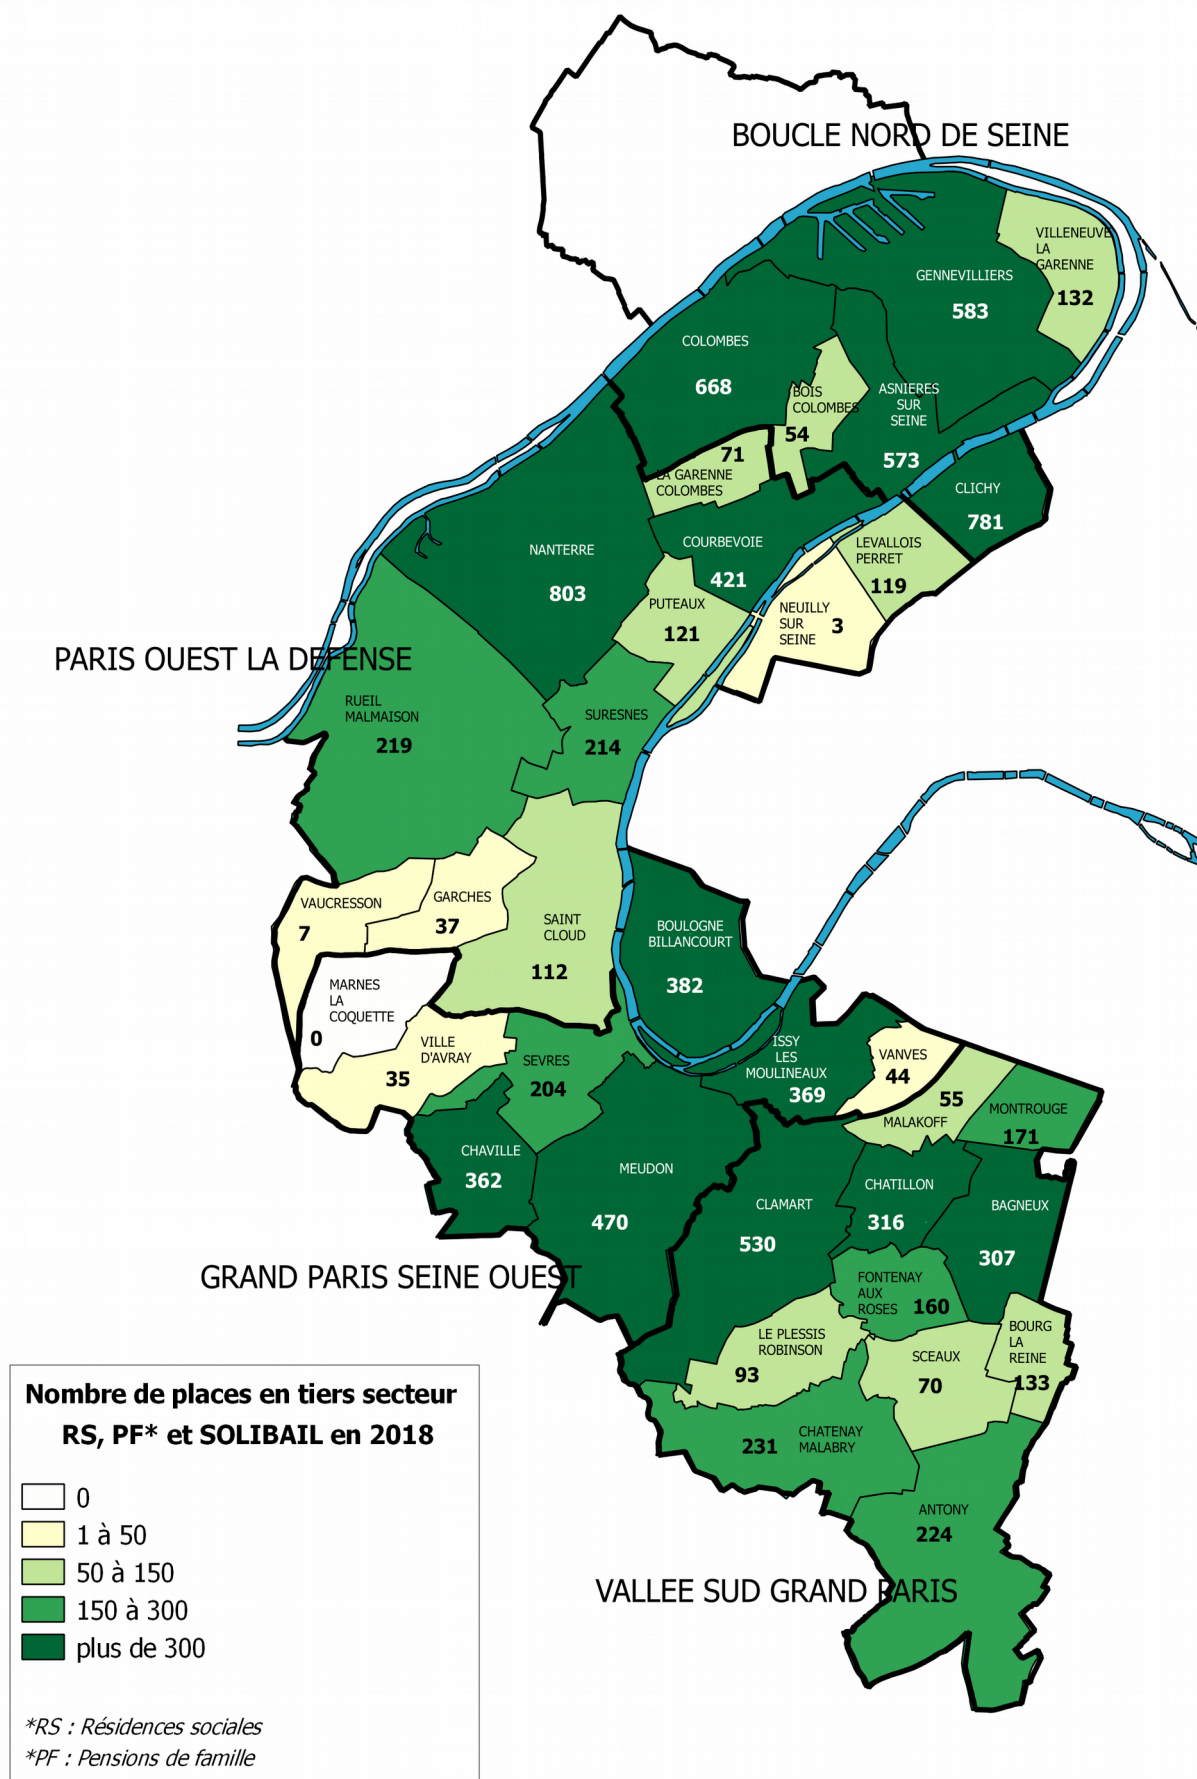 BOUCLE NORD DE SEINE
VILLENEUVE
LA
GARENNE
132
GENNEVILLIERS
583
COLOMBES
668
BOIS
COLOMBES
54
ASNIERES
SUR
SEINE
573
71
LA GARENNE
COLOMBES
CLICHY
781
NANTERRE
803
COURBEVOIE
421
LEVALLOIS
PERRET
119
PUTEAUX
121
NEUILLY
SUR
SEINE
3
PARIS OUEST LA DEFENSE
RUEIL
MALMAISON
219
SURESNES
214
VAUCRESSON
7
GARCHES
37
SAINT
CLOUD
112
BOULOGNE
BILLANCOURT
382
MARNES
LA
COQUETTE
0
VILLE
D'AVRAY
35
SEVRES
204
ISSY
LES
MOULINEAUX
369
VANVES
44
55
MALAKOFF
MONTROUGE
171
CHAVILLE
362
MEUDON
470
CLAMART
530
CHATILLON
316
BAGNEUX
307
GRAND PARIS SEINE OUEST
FONTENAY
AUX
ROSES
160
LE PLESSIS
ROBINSON
93
SCEAUX
70
BOURG
LA
REINE
133
231
CHATENAY
MALABRY
ANTONY
224
VALLEE SUD GRAND PARIS
Nombre de places en tiers secteur
RS, PF* et SOLIBAIL en 2018
0
1 à 50
50 à 150
150 à 300
plus de 300
*RS : Résidences sociales
*PF : Pensions de famille